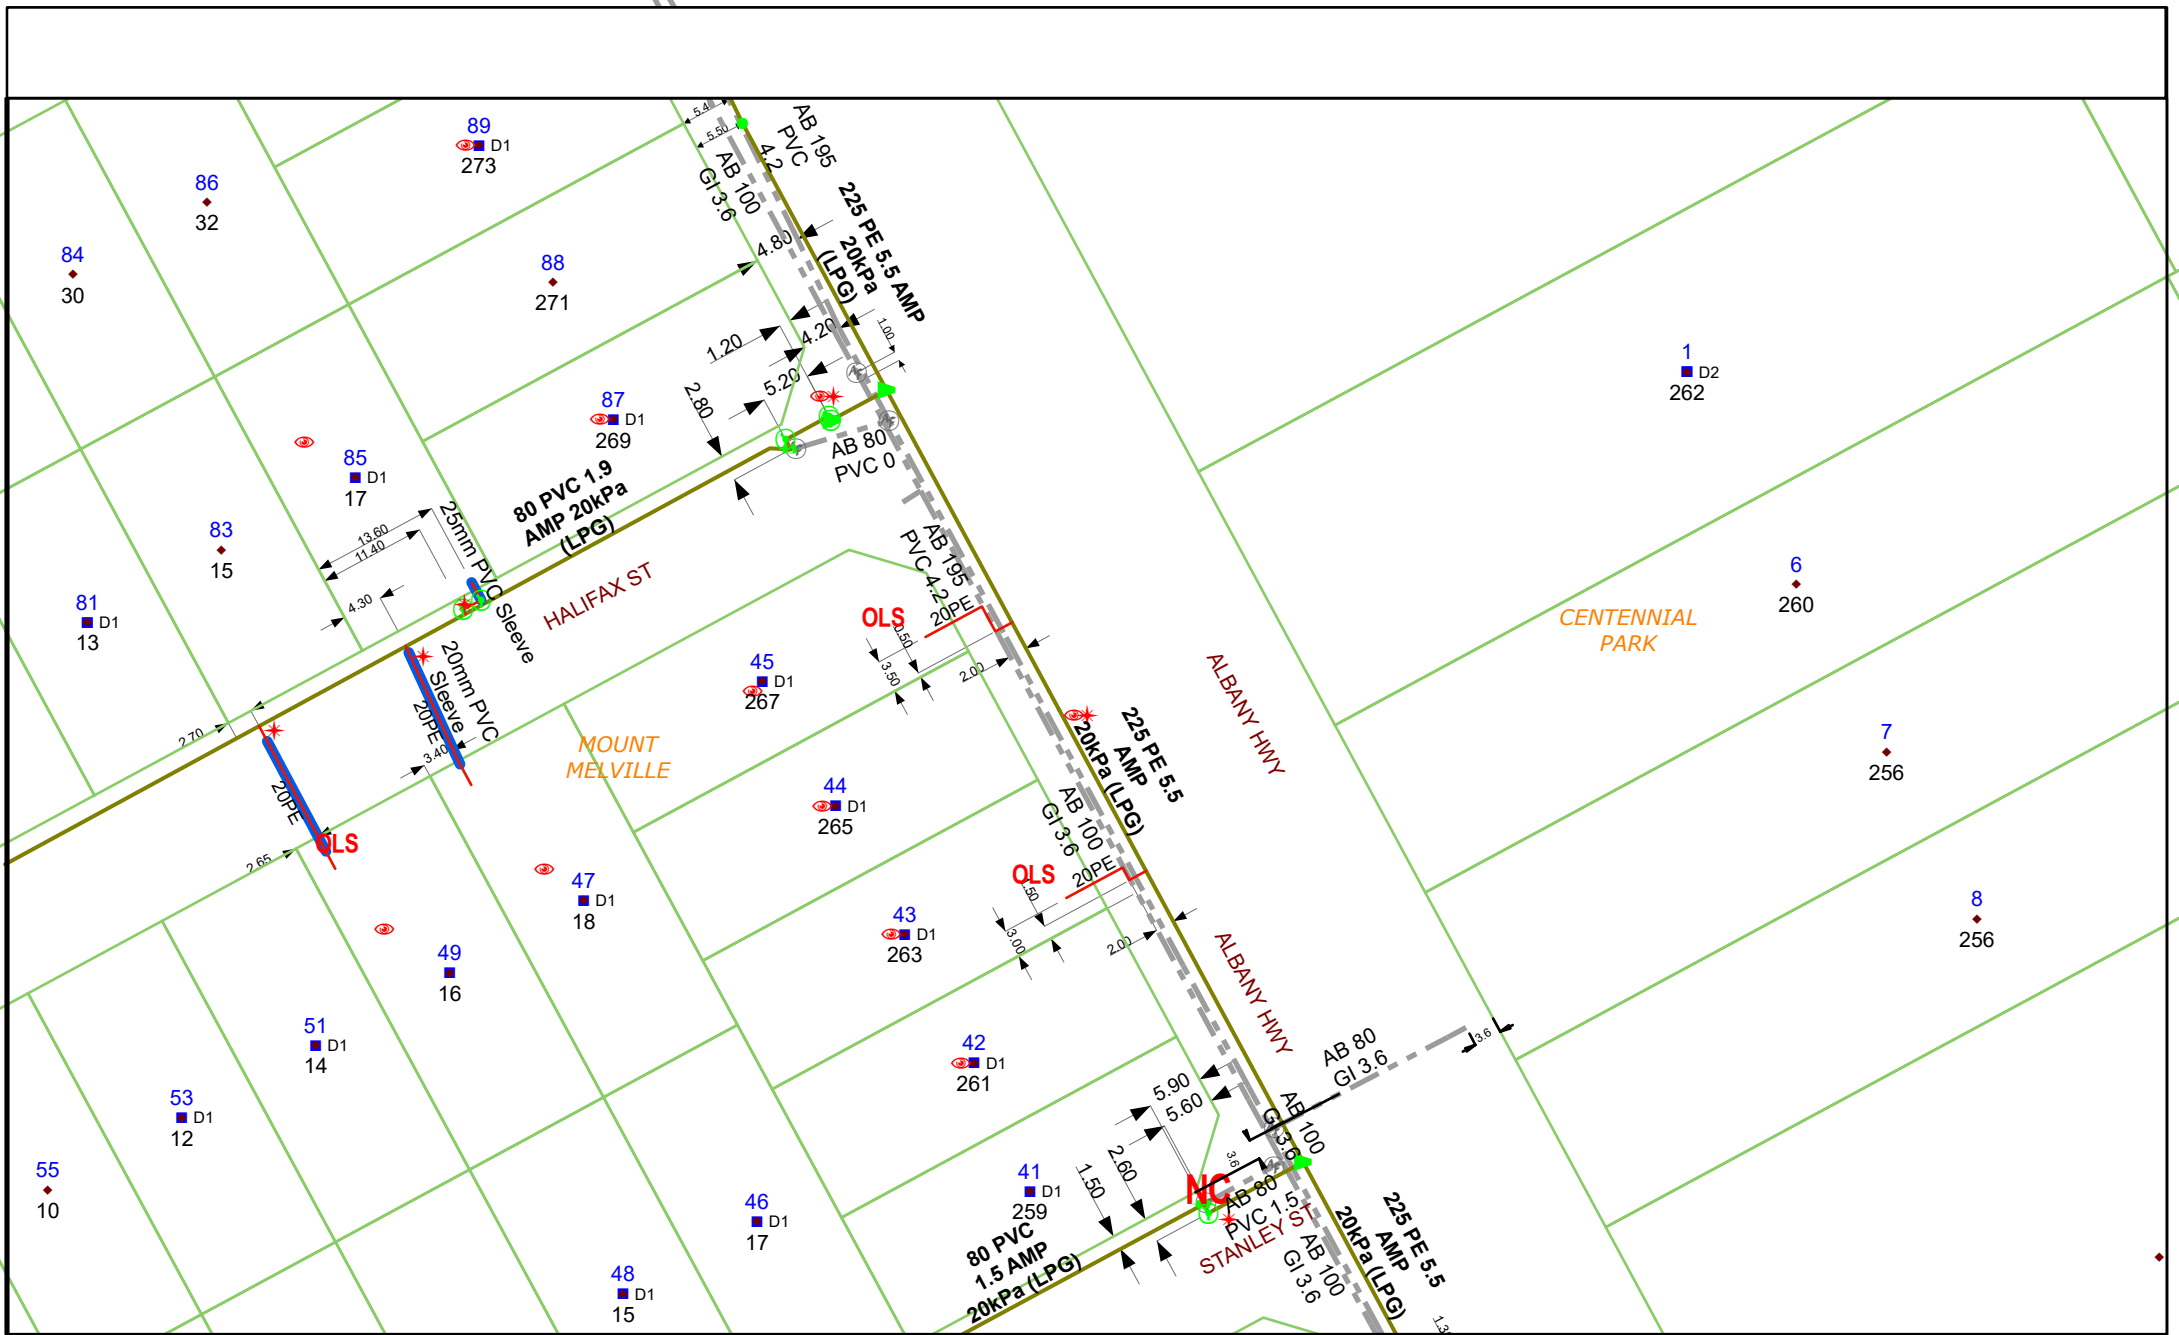 89
D1
273
86
32
84
30
88
271
87
D1
269
85
D1
17
83
15
81
D1
13
5.50
AB 195
PVC
4.2
AB 100
GI 3.6
225 PE 5.5 AMP
20kPa
(LPG)
4.80
4.20
1.00
1.20
5.20
2.80
AB 80
PVC 0
80 PVC 1.9
AMP 20kPa
(LPG)
25mm PVC Sleeve
13.60
11.40
4.30
HALIFAX ST
20mm PVC
Sleeve
20PE
3.40
2.70
20PE
OLS
2.65
AB 195
PVC 4.2
OLS
20PE
0.50
3.50
2.00
45
D1
267
MOUNT
MELVILLE
44
D1
265
225 PE 5.5
AMP
20kPa (LPG)
ALBANY HWY
AB 100
GI 3.6
OLS
20PE
3.00
2.00
43
D1
263
47
D1
18
49
16
51
D1
14
53
D1
12
55
10
42
D1
261
ALBANY HWY
AB 80
GI 3.6
3.6
5.90
5.60
AB 100
GI 3.6
2.60
1.50
3.6
41
D1
259
NC
AB 80
PVC 1.5
STANLEY ST
46
D1
17
48
D1
15
80 PVC
1.5 AMP
20kPa (LPG)
AB 100
GI 3.6
225 PE 5.5
AMP
20kPa (LPG)
1
D2
262
6
260
CENTENNIAL
PARK
7
256
8
256